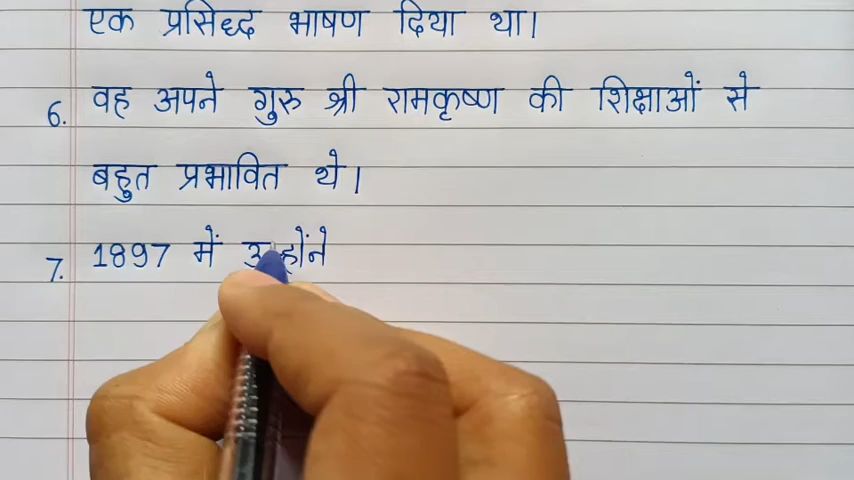 एक प्रसिद्ध भाषण दिया था।
6. वह अपने गुरु श्री रामकृष्ण की शिक्षाओं से
बहुत प्रभावित थे।
7. 1897 में उन्होंने